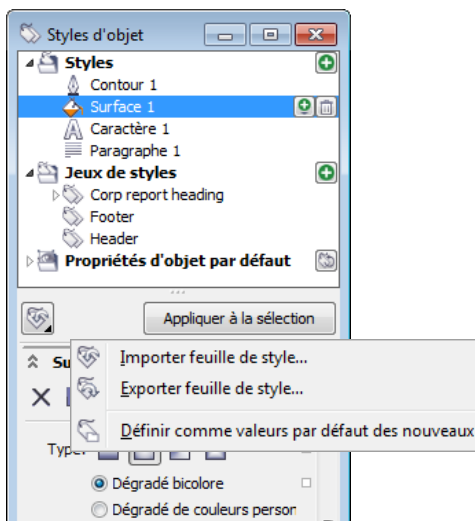 Styles d'objet
Styles
Contour 1
Surface 1
Caractère 1
Paragraphe 1
Jeux de styles
Corp report heading
Footer
Header
Propriétés d'objet par défaut
Appliquer à la sélection
Su
Importer feuille de style...
Exporter feuille de style...
Définir comme valeurs par défaut des nouveaux
Type:
Dégradé bicolore
Dégradé de couleurs person